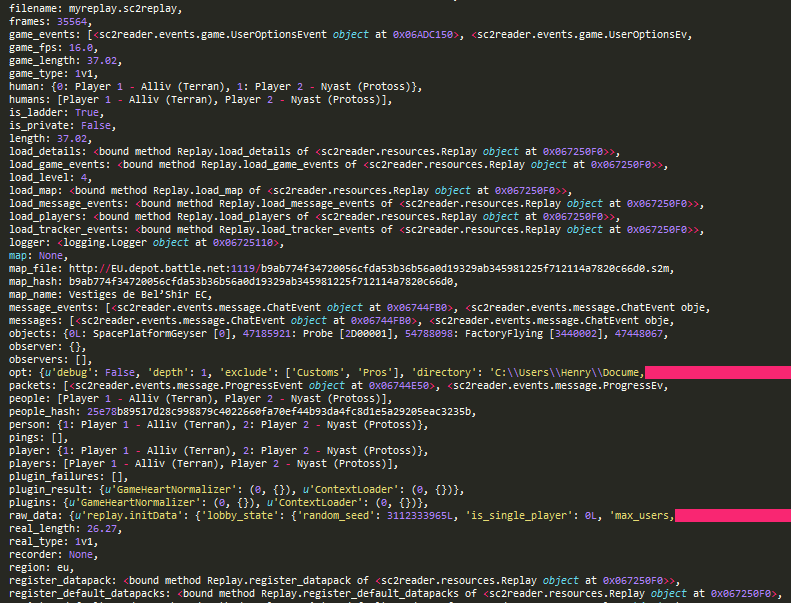 filename: myreplay.sc2replay,
frames: 35564,
game_events: [<sc2reader.events.game.UserOptionsEvent object at 0x06ADC150>, <sc2reader.events.game.UserOptionsEv,
game_fps: 16.0,
game_length: 37.02,
game_type: 1v1,
human: {0: Player 1 - Alliv (Terran), 1: Player 2 - Nyast (Protoss)},
humans: [Player 1 - Alliv (Terran), Player 2 - Nyast (Protoss)],
is_ladder: True,
is_private: False,
length: 37.02,
load_details: <bound method Replay.load_details of <sc2reader.resources.Replay object at 0x067250F0>>,
load_game_events: <bound method Replay.load_game_events of <sc2reader.resources.Replay object at 0x067250F0>>,
load_level: 4,
load_map: <bound method Replay.load_map of <sc2reader.resources.Replay object at 0x067250F0>>,
load_message_events: <bound method Replay.load_message_events of <sc2reader.resources.Replay object at 0x067250F0>>,
load_players: <bound method Replay.load_players of <sc2reader.resources.Replay object at 0x067250F0>>,
load_tracker_events: <bound method Replay.load_tracker_events of <sc2reader.resources.Replay object at 0x067250F0>>,
logger: <logging.Logger object at 0x06725110>,
map: None,
map_file: http://EU.depot.battle.net:1119/b9ab774f34720056cfda53b36b56a0d19329ab345981225f712114a7820c66d0.s2m,
map_hash: b9ab774f34720056cfda53b36b56a0d19329ab345981225f712114a7820c66d0,
map_name: Vestiges de Bel’Shir EC,
message_events: [<sc2reader.events.message.ChatEvent object at 0x06744FB0>, <sc2reader.events.message.ChatEvent obje,
messages: [<sc2reader.events.message.ChatEvent object at 0x06744FB0>, <sc2reader.events.message.ChatEvent obje,
objects: {0L: SpacePlatformGeyser [0], 47185921: Probe [2D00001], 54788098: FactoryFlying [3440002], 47448067,
observer: {},
observers: [],
opt: {u'debug': False, 'depth': 1, 'exclude': ['Customs', 'Pros'], 'directory': 'C:\\Users\\Henry\\Docume,
packets: [<sc2reader.events.message.ProgressEvent object at 0x06744E50>, <sc2reader.events.message.ProgressEv,
people: [Player 1 - Alliv (Terran), Player 2 - Nyast (Protoss)],
people_hash: 25e78b89517d28c998879c4022660fa70ef44b93da4fc8d1e5a29205eac3235b,
person: {1: Player 1 - Alliv (Terran), 2: Player 2 - Nyast (Protoss)},
pings: [],
player: {1: Player 1 - Alliv (Terran), 2: Player 2 - Nyast (Protoss)},
players: [Player 1 - Alliv (Terran), Player 2 - Nyast (Protoss)],
plugin_failures: [],
plugin_result: {u'GameHeartNormalizer': (0, {}), u'ContextLoader': (0, {})},
plugins: {u'GameHeartNormalizer': (0, {}), u'ContextLoader': (0, {})},
raw_data: {u'replay.initData': {'lobby_state': {'random_seed': 3112333965L, 'is_single_player': 0L, 'max_users,
real_length: 26.27,
real_type: 1v1,
recorder: None,
region: eu,
register_datapack: <bound method Replay.register_datapack of <sc2reader.resources.Replay object at 0x067250F0>>,
register_default_datapacks: <bound method Replay.register_default_datapacks of <sc2reader.resources.Replay object at 0x067250F0>,